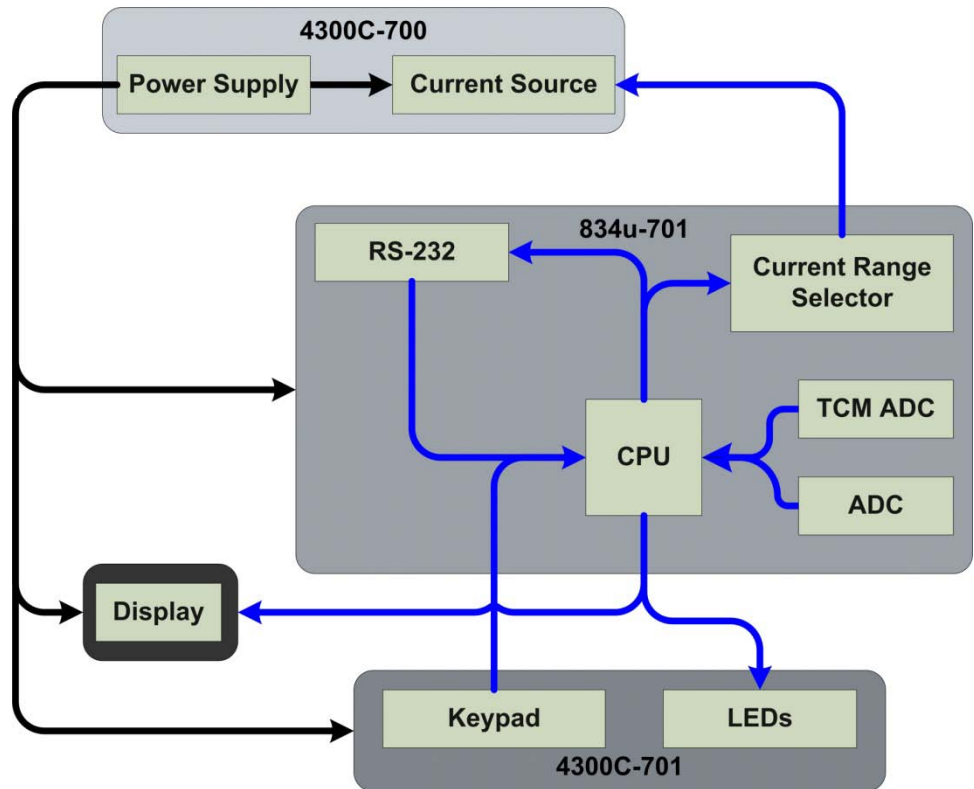 4300C-700
Power Supply
Current Source
834u-701
RS-232
Current Range
Selector
TCM ADC
CPU
ADC
Display
Keypad
LEDs
4300C-701